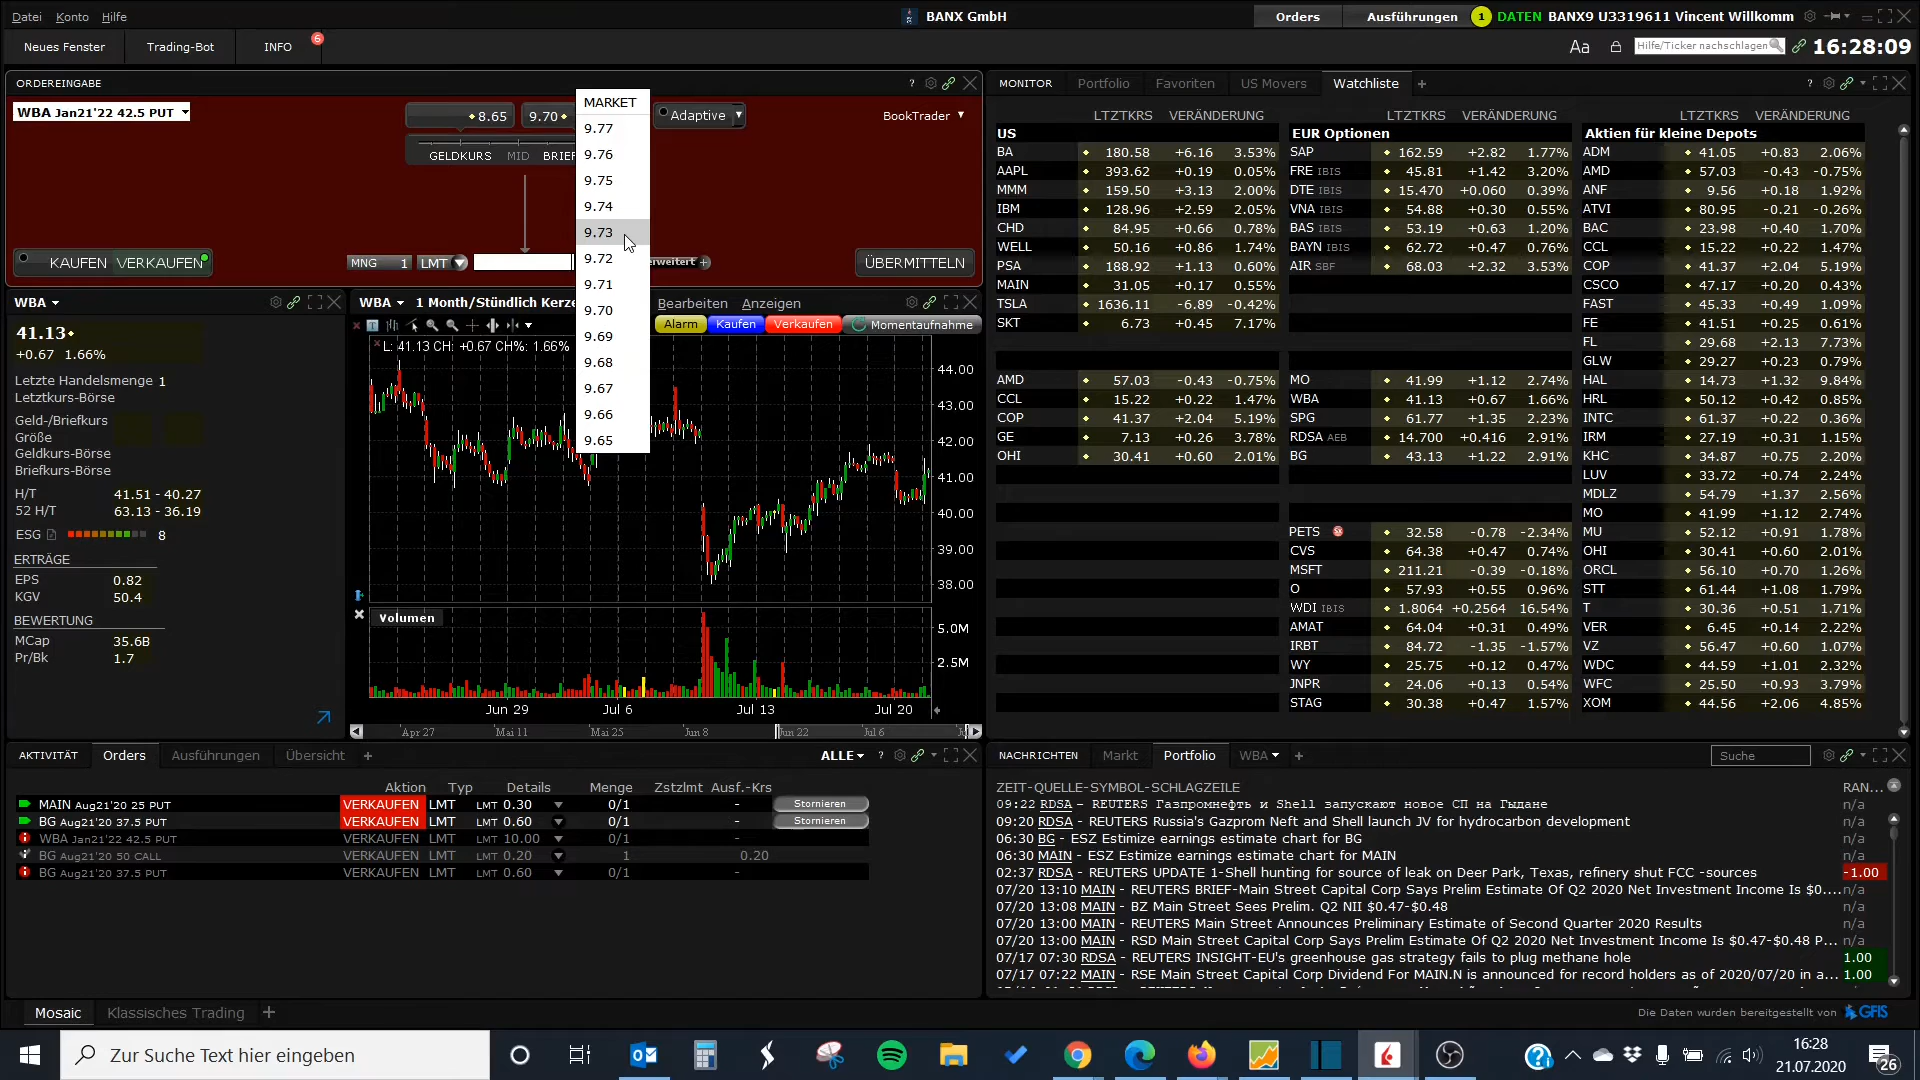 Datei Konto Hilfe
BANX GmbH
Orders Ausführungen 1 DATEN BANX9 U3319611 Vincent Willkomm
Neues Fenster Trading-Bot INFO 6
Aa Hilfe/Ticker nachschlagen 16:28:09
ORDEREINGABE ?
WBA Jan21'22 42.5 PUT
8.65 9.70 Adaptive BookTrader
GELDKURS MID BRIEF
MARKET
9.77
9.76
9.75
9.74
9.73
9.72
9.71
9.70
9.69
9.68
9.67
9.66
9.65
KAUFEN VERKAUFEN MNG 1 LMT erweitert + ÜBERMITTELN
WBA
41.13
+0.67 1.66%
Letzte Handelsmenge 1
Letztkurs-Börse
Geld-/Briefkurs
Größe
Geldkurs-Börse
Briefkurs-Börse
H/T 41.51 - 40.27
52 H/T 63.13 - 36.19
ESG 8
ERTRÄGE
EPS 0.82
KGV 50.4
BEWERTUNG
MCap 35.6B
Pr/Bk 1.7
WBA 1 Month/Stündlich Kerze Bearbeiten Anzeigen
Alarm Kaufen Verkaufen Momentaufnahme
L: 41.13 CH: +0.67 CH%: 1.66%
44.00
43.00
42.00
41.00
40.00
39.00
38.00
Volumen
5.0M
2.5M
Jun 29 Jul 6 Jul 13 Jul 20
Apr 27 Mai 11 Mai 25 Jun 8 Jun 22 Jul 6
MONITOR Portfolio Favoriten US Movers Watchliste + ?
LTZTKRS VERÄNDERUNG
US
BA 180.58 +6.16 3.53%
AAPL 393.62 +0.19 0.05%
MMM 159.50 +3.13 2.00%
IBM 128.96 +2.59 2.05%
CHD 84.95 +0.66 0.78%
WELL 50.16 +0.86 1.74%
PSA 188.92 +1.13 0.60%
MAIN 31.05 +0.17 0.55%
TSLA 1636.11 -6.89 -0.42%
SKT 6.73 +0.45 7.17%
AMD 57.03 -0.43 -0.75%
CCL 15.22 +0.22 1.47%
COP 41.37 +2.04 5.19%
GE 7.13 +0.26 3.78%
OHI 30.41 +0.60 2.01%
LTZTKRS VERÄNDERUNG
EUR Optionen
SAP 162.59 +2.82 1.77%
FRE IBIS 45.81 +1.42 3.20%
DTE IBIS 15.470 +0.060 0.39%
VNA IBIS 54.88 +0.30 0.55%
BAS IBIS 53.19 +0.63 1.20%
BAYN IBIS 62.72 +0.47 0.76%
AIR SBF 68.03 +2.32 3.53%
MO 41.99 +1.12 2.74%
WBA 41.13 +0.67 1.66%
SPG 61.77 +1.35 2.23%
RDSA AEB 14.700 +0.416 2.91%
BG 43.13 +1.22 2.91%
PETS 32.58 -0.78 -2.34%
CVS 64.38 +0.47 0.74%
MSFT 211.21 -0.39 -0.18%
O 57.93 +0.55 0.96%
WDI IBIS 1.8064 +0.2564 16.54%
AMAT 64.04 +0.31 0.49%
IRBT 84.72 -1.35 -1.57%
WY 25.75 +0.12 0.47%
JNPR 24.06 +0.13 0.54%
STAG 30.38 +0.47 1.57%
LTZTKRS VERÄNDERUNG
Aktien für kleine Depots
ADM 41.05 +0.83 2.06%
AMD 57.03 -0.43 -0.75%
ANF 9.56 +0.18 1.92%
ATVI 80.95 -0.21 -0.26%
BAC 23.98 +0.40 1.70%
CCL 15.22 +0.22 1.47%
COP 41.37 +2.04 5.19%
CSCO 47.17 +0.20 0.43%
FAST 45.33 +0.49 1.09%
FE 41.51 +0.25 0.61%
FL 29.68 +2.13 7.73%
GLW 29.27 +0.23 0.79%
HAL 14.73 +1.32 9.84%
HRL 50.12 +0.42 0.85%
INTC 61.37 +0.22 0.36%
IRM 27.19 +0.31 1.15%
KHC 34.87 +0.75 2.20%
LUV 33.72 +0.74 2.24%
MDLZ 54.79 +1.37 2.56%
MO 41.99 +1.12 2.74%
MU 52.12 +0.91 1.78%
OHI 30.41 +0.60 2.01%
ORCL 56.10 +0.70 1.26%
STT 61.44 +1.08 1.79%
T 30.36 +0.51 1.71%
VER 6.45 +0.14 2.22%
VZ 56.47 +0.60 1.07%
WDC 44.59 +1.01 2.32%
WFC 25.50 +0.93 3.79%
XOM 44.56 +2.06 4.85%
AKTIVITÄT Orders Ausführungen Übersicht + ALLE ?
Aktion Typ Details Menge Zstzlmt Ausf.-Krs
MAIN Aug21'20 25 PUT VERKAUFEN LMT LMT 0.30 0/1 - Stornieren
BG Aug21'20 37.5 PUT VERKAUFEN LMT LMT 0.60 0/1 - Stornieren
WBA Jan21'22 42.5 PUT VERKAUFEN LMT LMT 10.00 0/1 -
BG Aug21'20 50 CALL VERKAUFEN LMT LMT 0.20 1 0.20
BG Aug21'20 37.5 PUT VERKAUFEN LMT LMT 0.60 0/1 -
NACHRICHTEN Markt Portfolio WBA + Suche
ZEIT-QUELLE-SYMBOL-SCHLAGZEILE RAN...
09:22 RDSA - REUTERS Газпромнефть и Shell запускают новое СП на Гыдане n/a
09:20 RDSA - REUTERS Russia's Gazprom Neft and Shell launch JV for hydrocarbon development n/a
06:30 BG - ESZ Estimize earnings estimate chart for BG n/a
06:30 MAIN - ESZ Estimize earnings estimate chart for MAIN n/a
02:37 RDSA - REUTERS UPDATE 1-Shell hunting for source of leak on Deer Park, Texas, refinery shut FCC -sources -1.00
07/20 13:10 MAIN - REUTERS BRIEF-Main Street Capital Corp Says Prelim Estimate Of Q2 2020 Net Investment Income Is $0.... n/a
07/20 13:08 MAIN - BZ Main Street Sees Prelim. Q2 NII $0.47-$0.48 n/a
07/20 13:00 MAIN - REUTERS Main Street Announces Preliminary Estimate of Second Quarter 2020 Results n/a
07/20 13:00 MAIN - RSD Main Street Capital Corp Says Prelim Estimate Of Q2 2020 Net Investment Income Is $0.47-$0.48 P... n/a
07/17 07:30 RDSA - REUTERS INSIGHT-EU's greenhouse gas strategy fails to plug methane hole 1.00
07/17 07:22 MAIN - RSE Main Street Capital Corp Dividend For MAIN.N is announced for record holders as of 2020/07/20 in a... 1.00
Mosaic Klassisches Trading +
Die Daten wurden bereitgestellt von GFIS
Zur Suche Text hier eingeben
16:28
21.07.2020
26